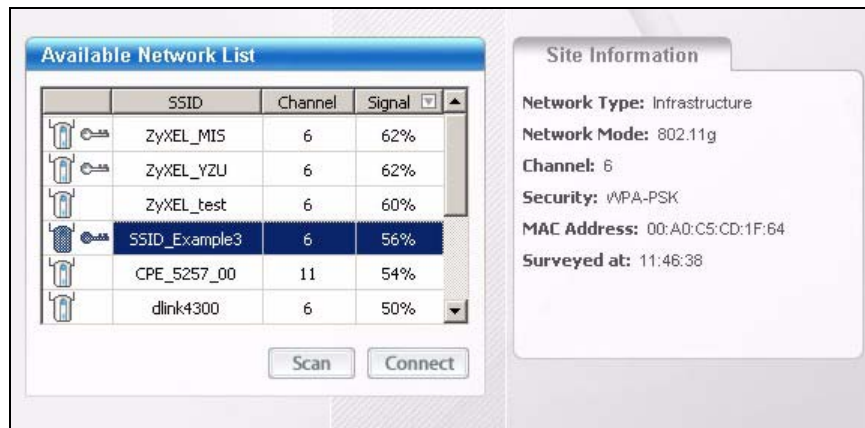 Available Network List
SSID Channel Signal
ZyXEL_MIS 6 62%
ZyXEL_YZU 6 62%
ZyXEL_test 6 60%
SSID_Example3 6 56%
CPE_5257_00 11 54%
dlink4300 6 50%
Scan Connect
Site Information
Network Type: Infrastructure
Network Mode: 802.11g
Channel: 6
Security: WPA-PSK
MAC Address: 00:A0:C5:CD:1F:64
Surveyed at: 11:46:38